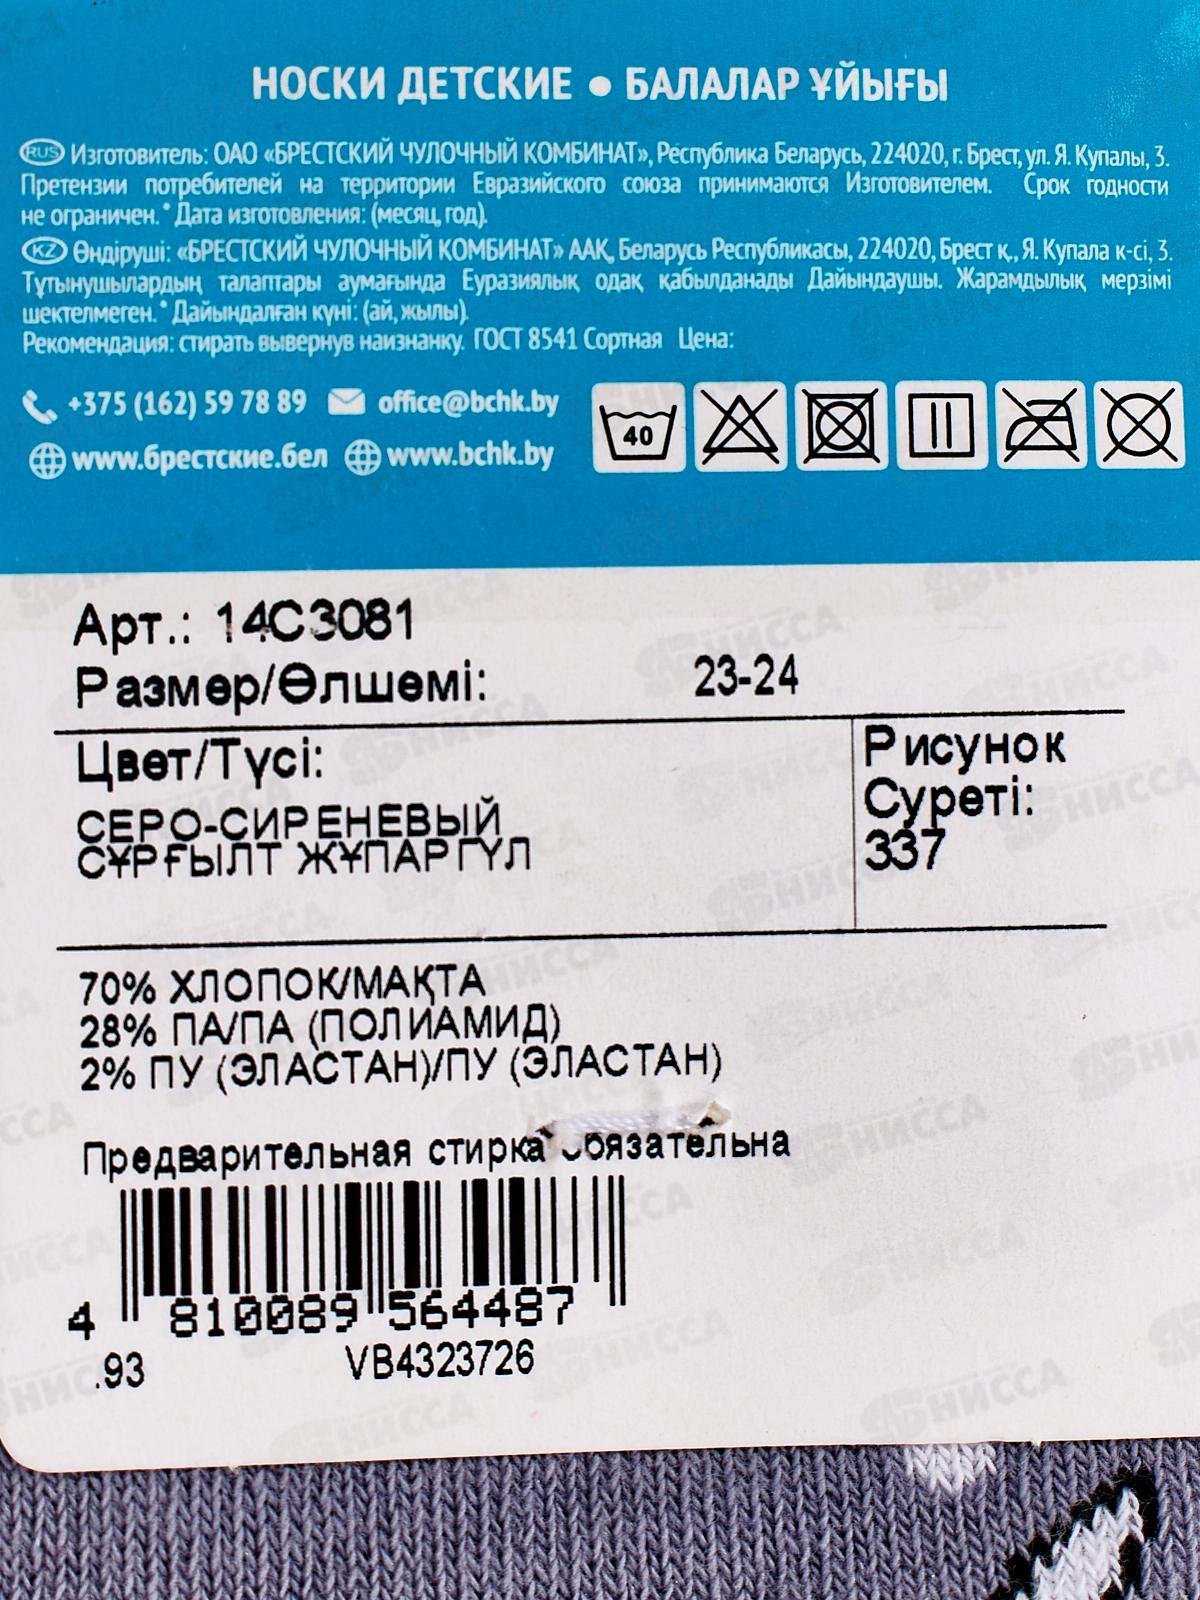 НОСКИ ДЕТСКИЕ ● БАЛАЛАР ҰЙЫҒЫ
RUS Изготовитель: ОАО «БРЕСТСКИЙ ЧУЛОЧНЫЙ КОМБИНАТ», Республика Беларусь, 224020, г. Брест, ул. Я. Купалы, 3.
Претензии потребителей на территории Евразийского союза принимаются Изготовителем. Срок годности
не ограничен. * Дата изготовления: (месяц, год).
KZ Өндіруші: «БРЕСТСКИЙ ЧУЛОЧНЫЙ КОМБИНАТ» ААҚ, Беларусь Республикасы, 224020, Брест қ., Я. Купала к-сі, 3.
Тұтынушылардың талаптары аумағында Еуразиялық одақ қабылданады Дайындаушы. Жарамдылық мерзімі
шектелмеген. * Дайындалған күні: (ай, жылы).
Рекомендация: стирать вывернув наизнанку. ГОСТ 8541 Сортная Цена:
+375 (162) 59 78 89 office@bchk.by
www.брестские.бел www.bchk.by
40
Арт.: 14С3081
Размер/Өлшемі: 23-24
Цвет/Түсі:
СЕРО-СИРЕНЕВЫЙ
СҰРҒЫЛТ ЖҰПАРГҮЛ
Рисунок
Суреті:
337
70% ХЛОПОК/МАҚТА
28% ПА/ПА (ПОЛИАМИД)
2% ПУ (ЭЛАСТАН)/ПУ (ЭЛАСТАН)
Предварительная стирка обязательна
4 810089 564487
.93 VB4323726